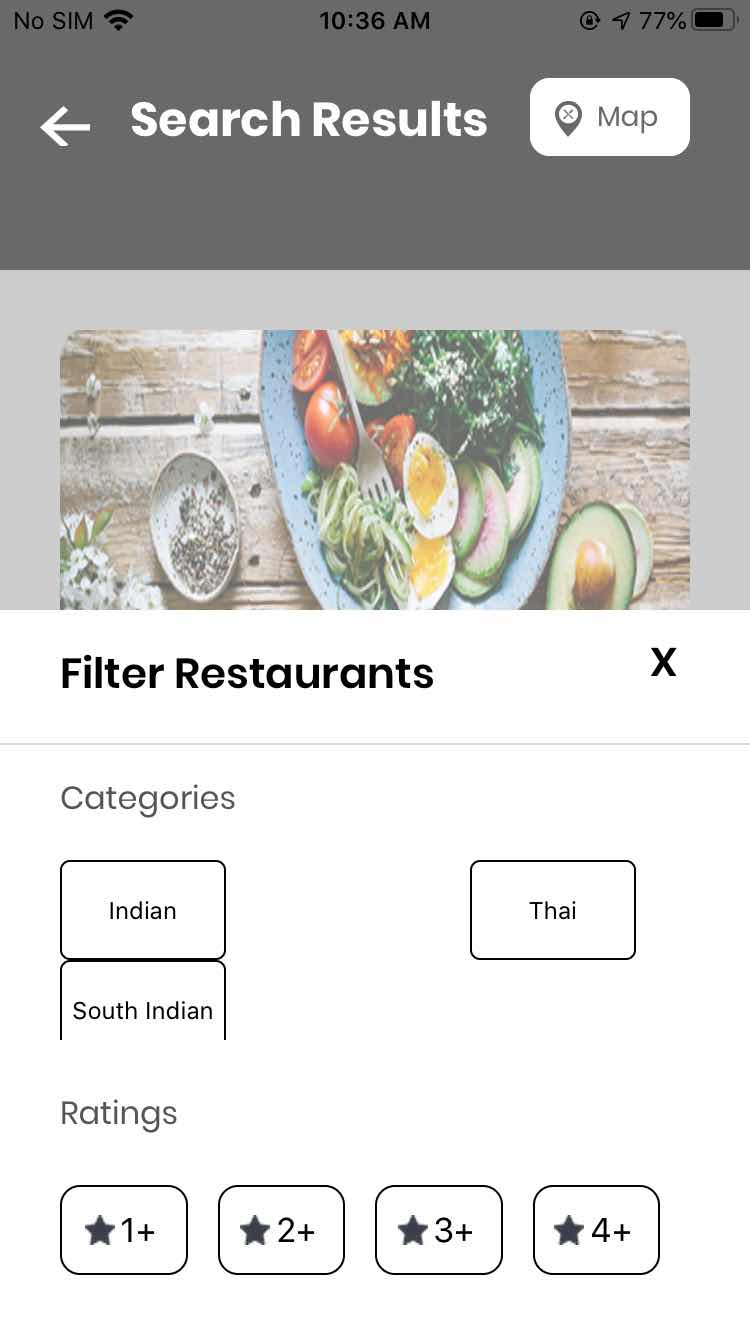 No SIM 10:36 AM 77%
Search Results Map
Filter Restaurants X
Categories
Indian Thai
South Indian
Ratings
1+ 2+ 3+ 4+